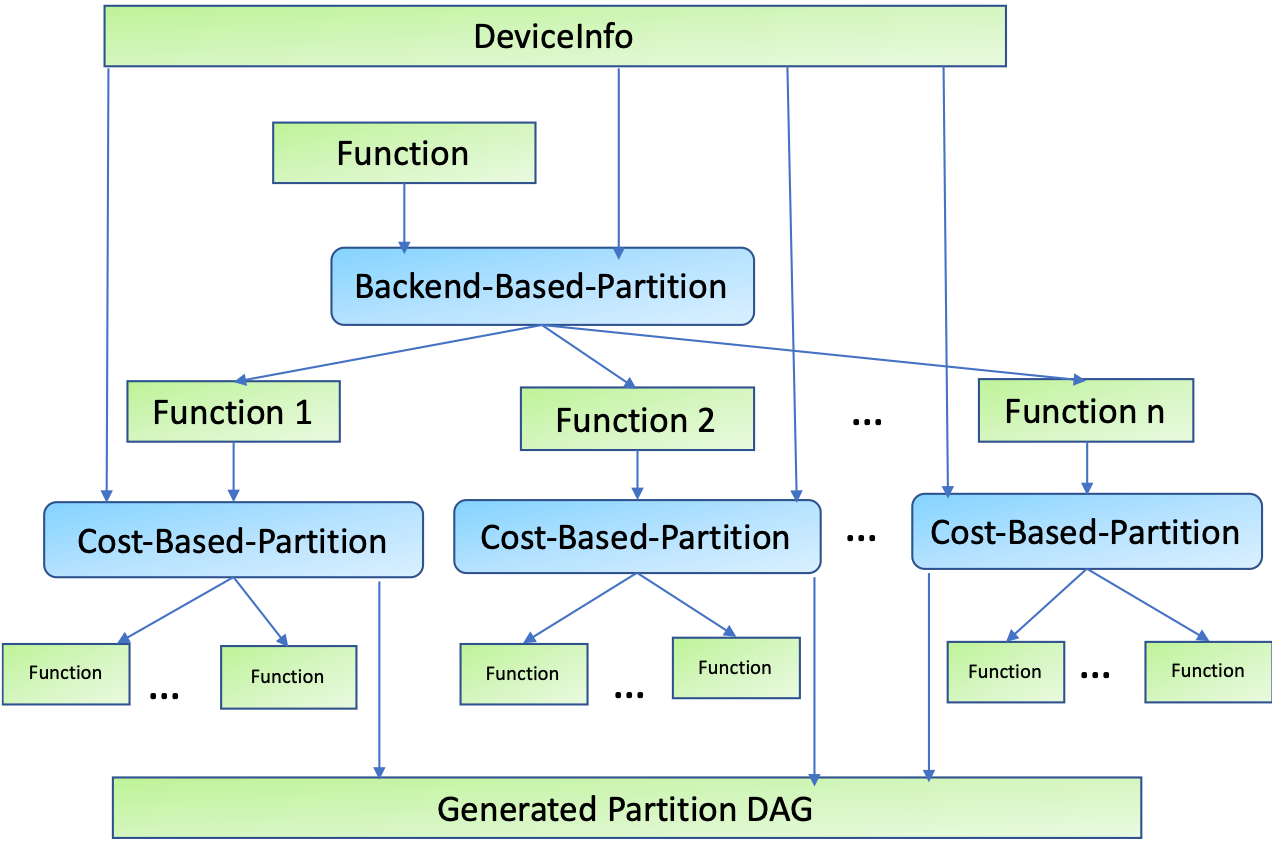 DeviceInfo
Function
Backend-Based-Partition
Function 1
Function 2
...
Function n
Cost-Based-Partition
Cost-Based-Partition
...
Cost-Based-Partition
Function
...
Function
Function
...
Function
Function
...
Function
Generated Partition DAG